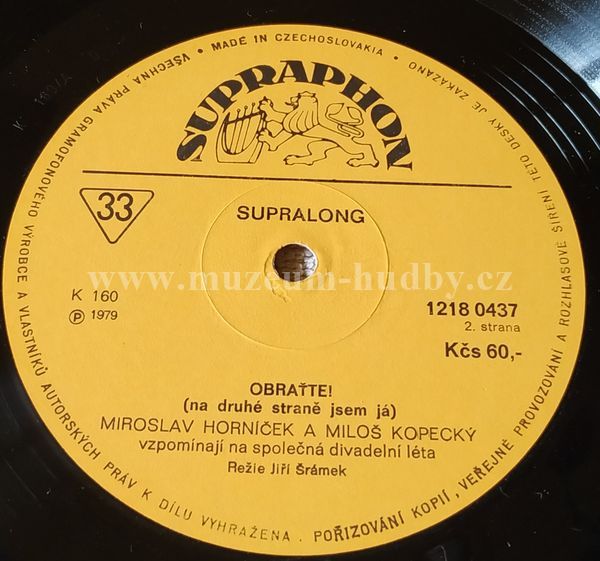 VŠECHNA PRÁVA GRAMOFONOVÉHO VÝROBCE A VLASTNÍKŮ AUTORSKÝCH PRÁV K DÍLU VYHRAŽENA. POŘIZOVÁNÍ KOPIÍ, VEŘEJNÉ PROVOZOVÁNÍ A ROZHLASOVÉ ŠÍŘENÍ TÉTO DESKY JE ZAKÁZÁNO
• MADE IN CZECHOSLOVAKIA •
SUPRAPHON
33
SUPRALONG
www.muzeum-hudby.cz
K 160
Ⓟ 1979
1218 0437
2. strana
Kčs 60,-
OBRAŤTE!
(na druhé straně jsem já)
MIROSLAV HORNÍČEK A MILOŠ KOPECKÝ
vzpomínají na společná divadelní léta
Režie Jiří Šrámek